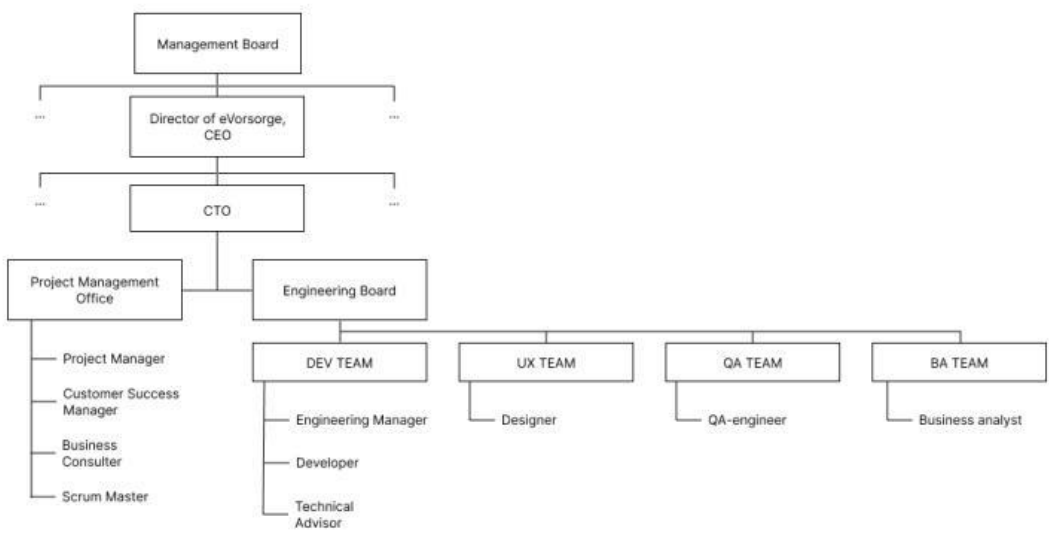 Management Board
...
...
Director of eVorsorge,
CEO
...
...
CTO
Project Management
Office
Engineering Board
Project Manager
Customer Success
Manager
Business
Consulter
Scrum Master
DEV TEAM
Engineering Manager
Developer
Technical
Advisor
UX TEAM
Designer
QA TEAM
QA-engineer
BA TEAM
Business analyst